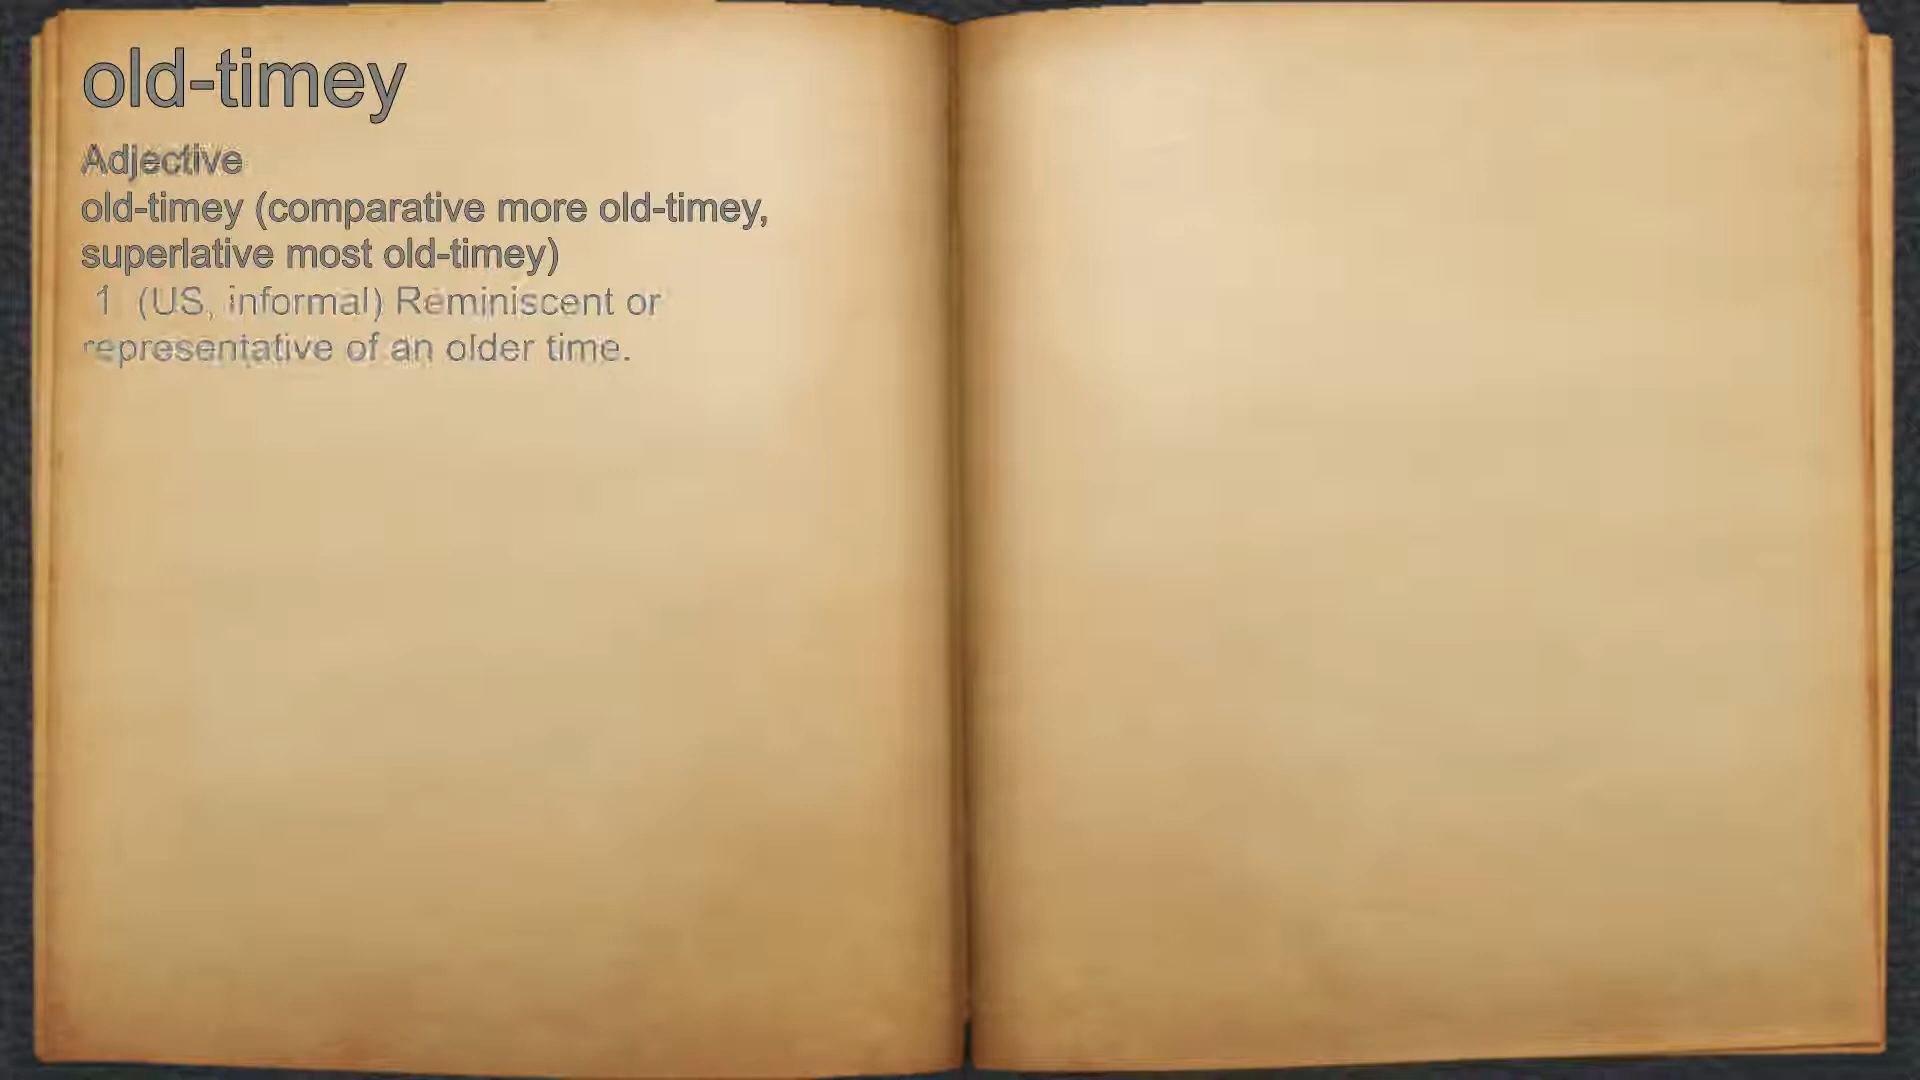 old-timey
Adjective
old-timey (comparative more old-timey,
superlative most old-timey)
1 (US, informal) Reminiscent or
representative of an older time.